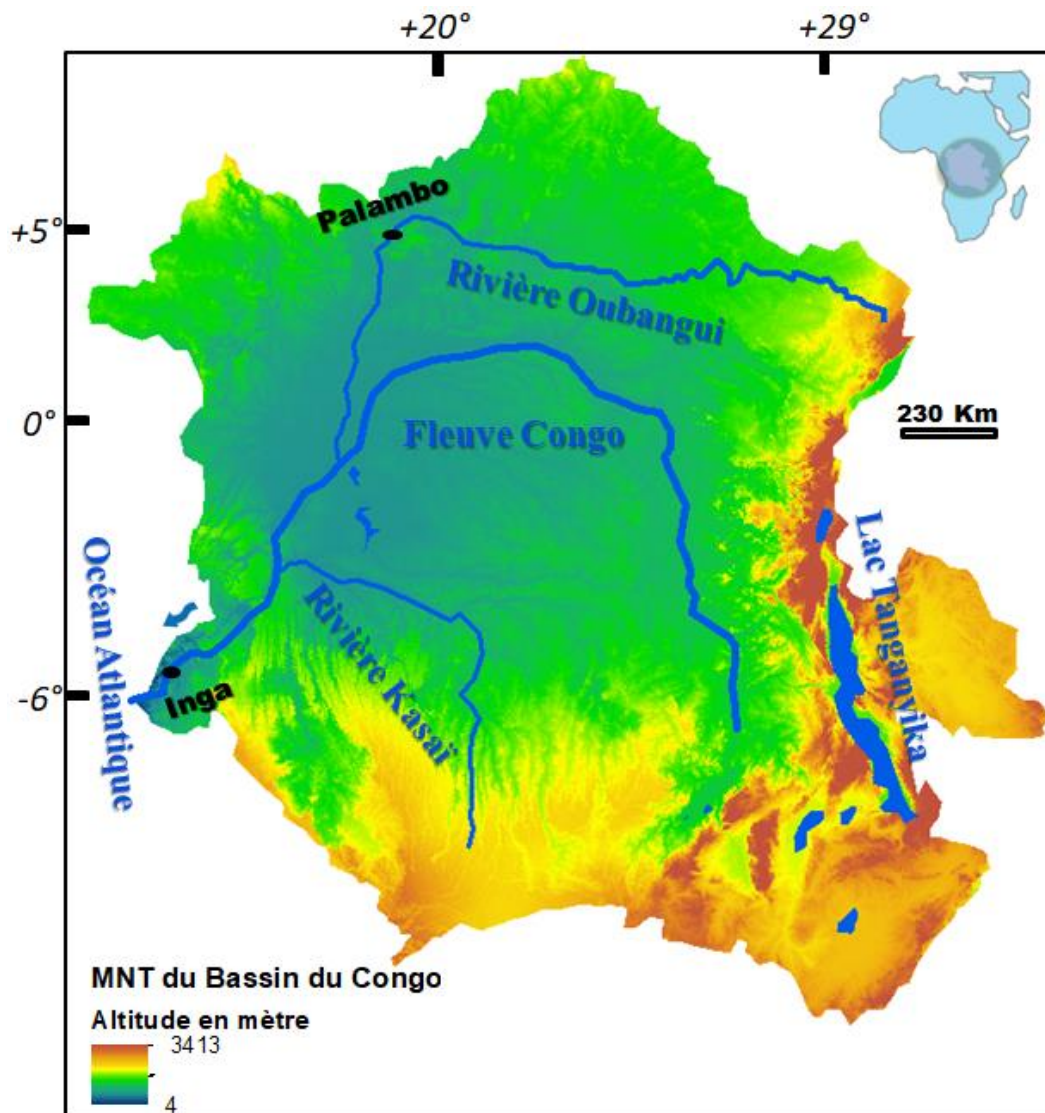 +20°
+29°
Palambo
+5°
Rivière Oubangui
230 Km
0°
Fleuve Congo
Lac Tanganyika
Océan Atlantique
Rivière Kasaï
-6°
Inga
MNT du Bassin du Congo
Altitude en mètre
3413
4